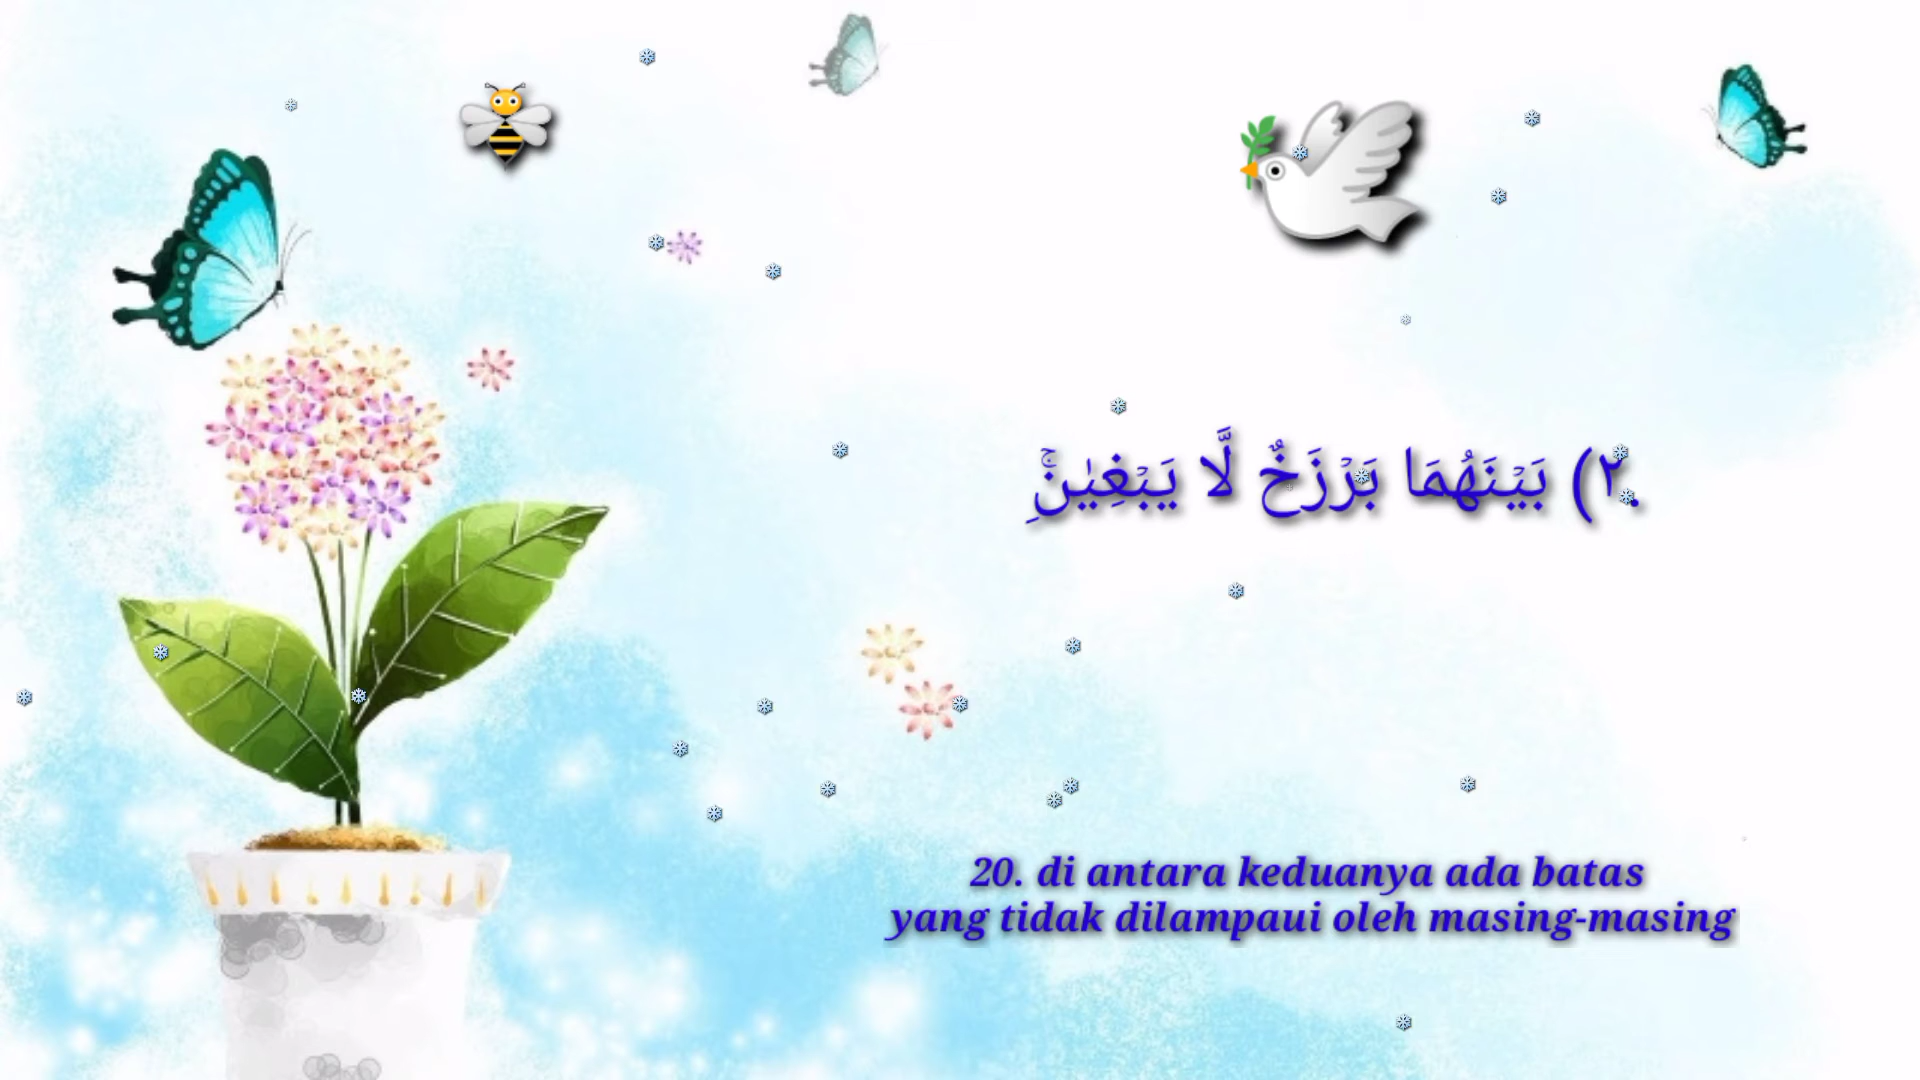 ٢٠) بَيْنَهُمَا بَرْزَخٌ لَّا يَبْغِيٰنِۚ
20. di antara keduanya ada batas
yang tidak dilampaui oleh masing-masing